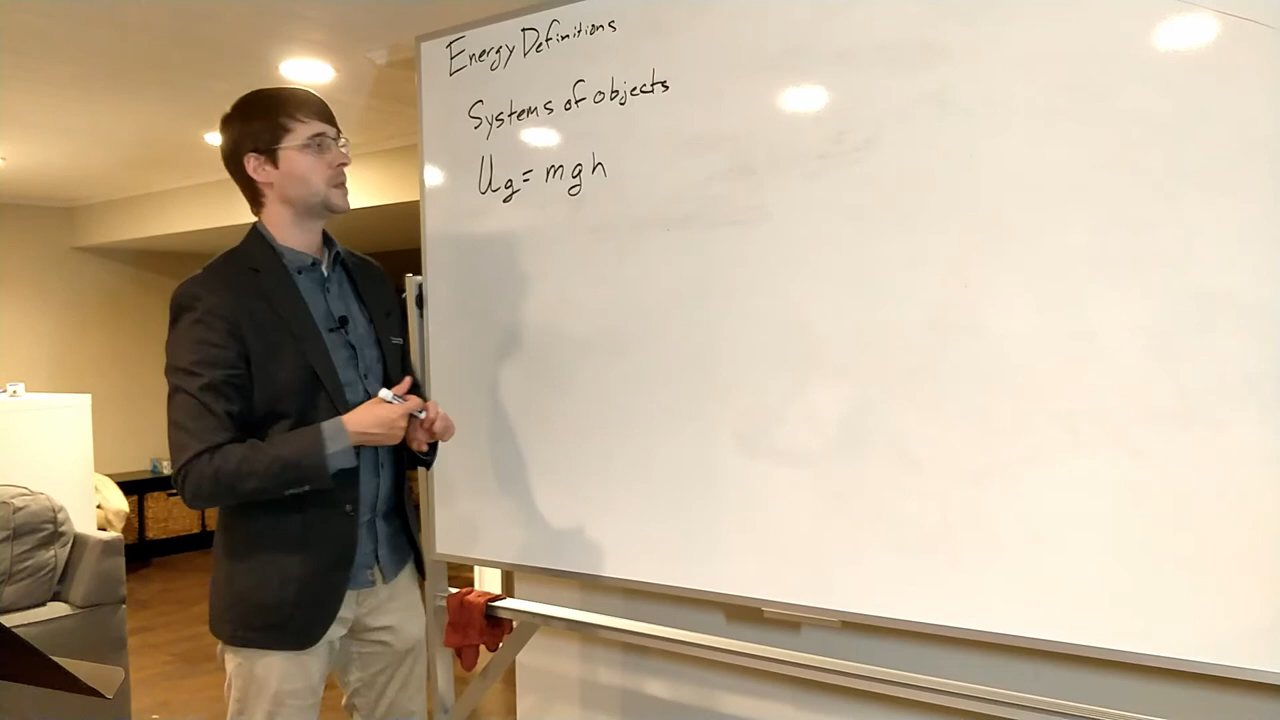 Energy Definitions
Systems of objects
Ug = mgh